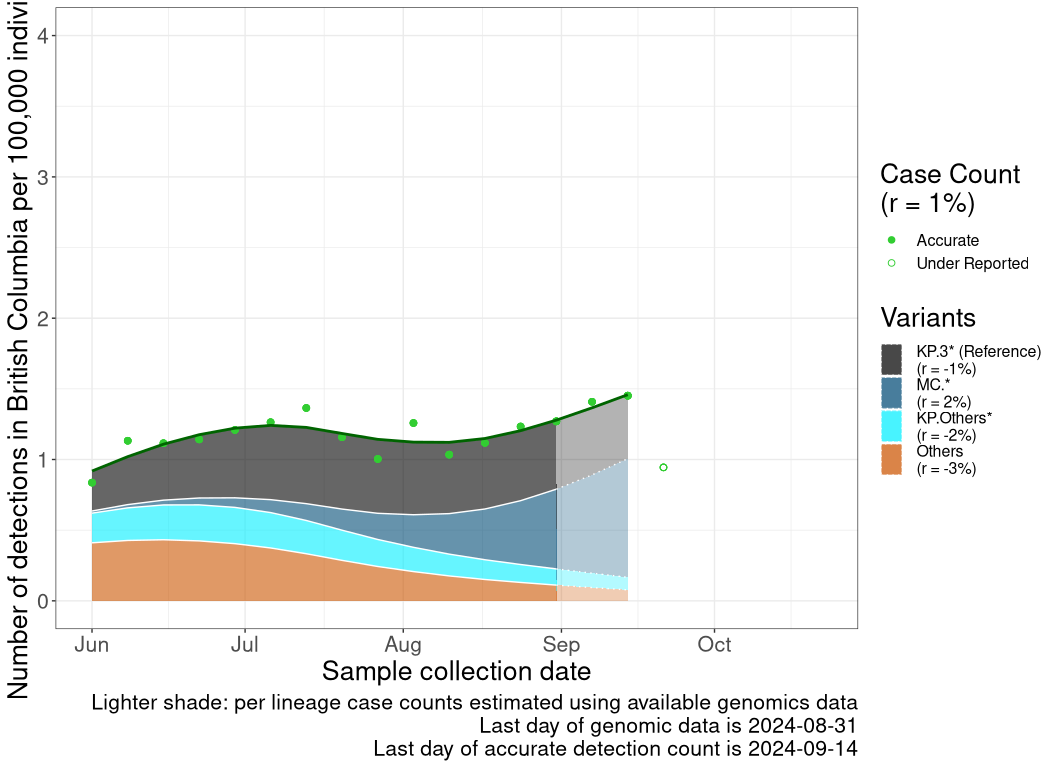 Number of detections in British Columbia per 100,000
4
3
2
1
0
Jun Jul Aug Sep Oct
Sample collection date
Lighter shade: per lineage case counts estimated using available genomics data
Last day of genomic data is 2024-08-31
Last day of accurate detection count is 2024-09-14
Case Count
(r = 1%)
Accurate
Under Reported
Variants
KP.3* (Reference)
(r = -1%)
MC.*
(r = 2%)
KP.Others*
(r = -2%)
Others
(r = -3%)